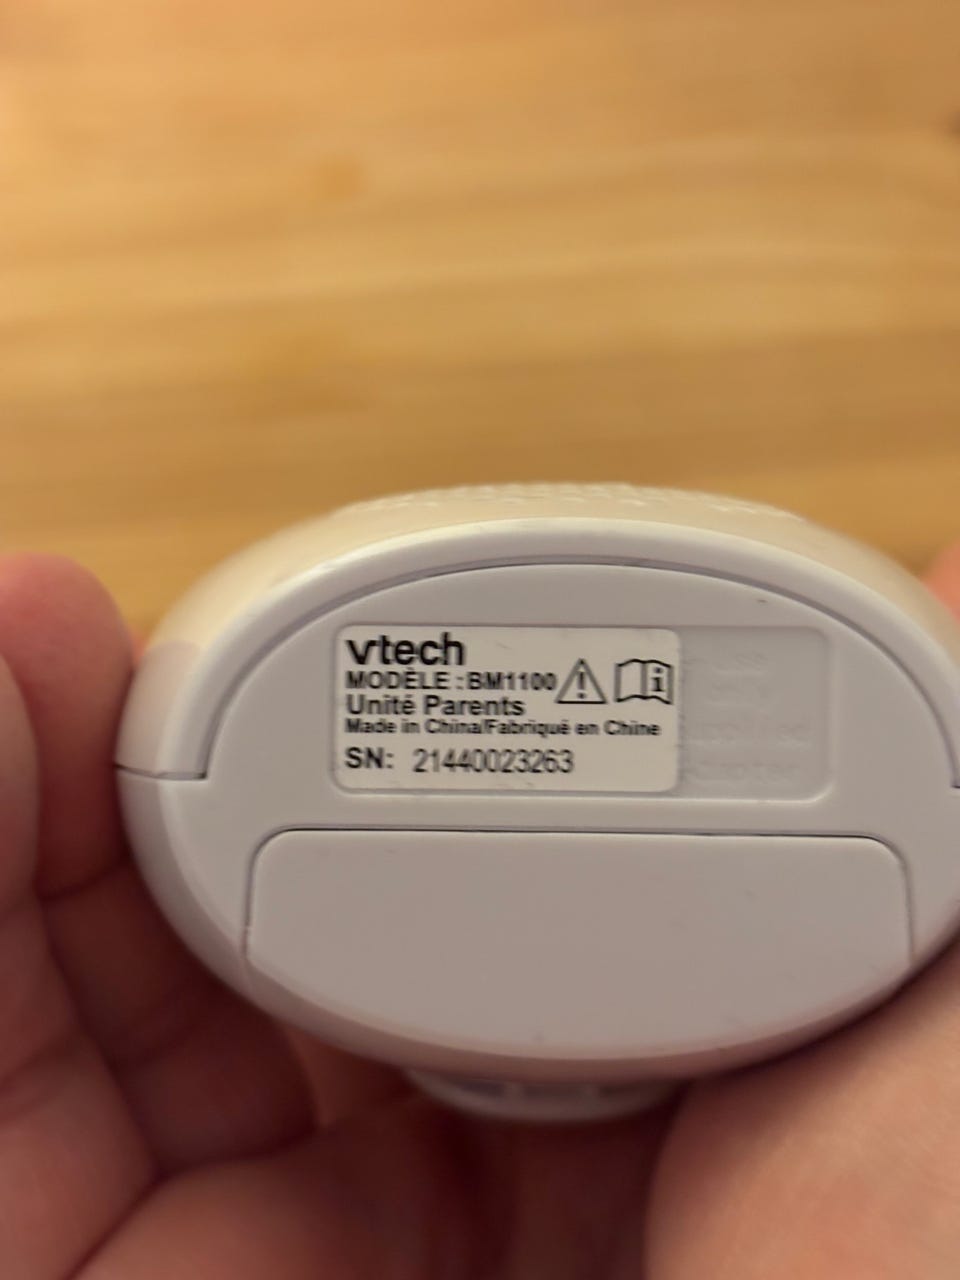 vtech
MODÈLE : BM1100
Unité Parents
Made in China/Fabriqué en Chine
SN: 21440023263